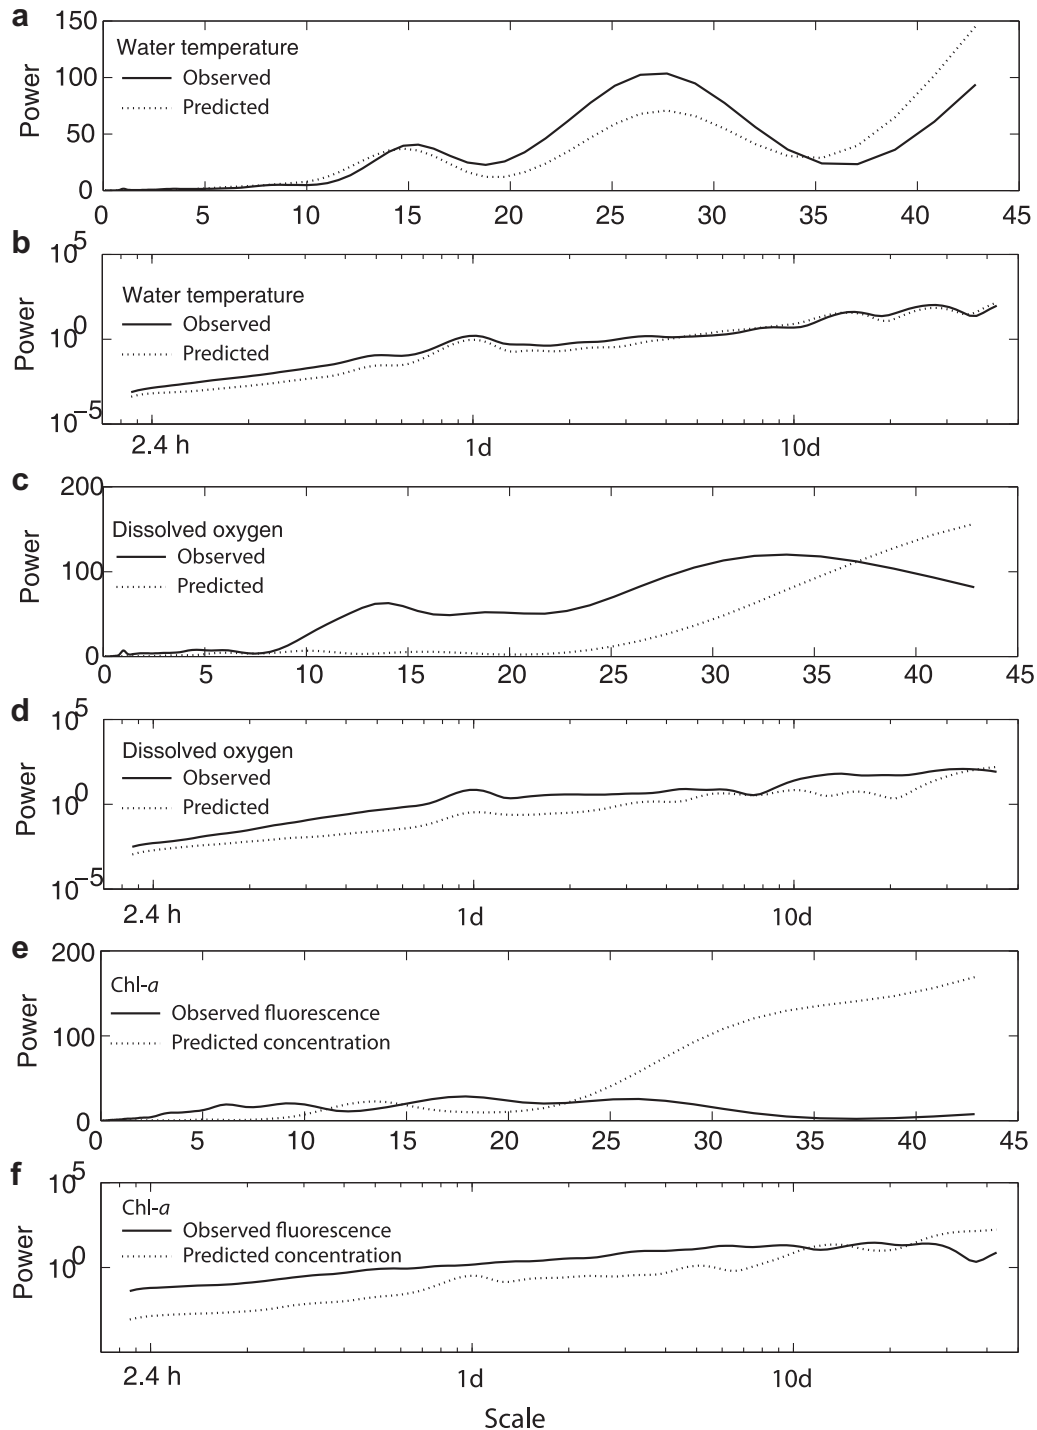 a
150
Water temperature
Observed
100
Predicted
Power
50
0
0 5 10 15 20 25 30 35 40 45
b
10^5
Water temperature
Observed
10^0
Predicted
Power
10^−5
2.4 h 1d 10d
c
200
Dissolved oxygen
Observed
100
Predicted
Power
0
0 5 10 15 20 25 30 35 40 45
d
10^5
Dissolved oxygen
Observed
10^0
Predicted
Power
10^−5
2.4 h 1d 10d
e
200
Chl-a
Observed fluorescence
100
Predicted concentration
Power
0
0 5 10 15 20 25 30 35 40 45
f
10^5
Chl-a
Observed fluorescence
Predicted concentration
10^0
Power
2.4 h 1d 10d
Scale